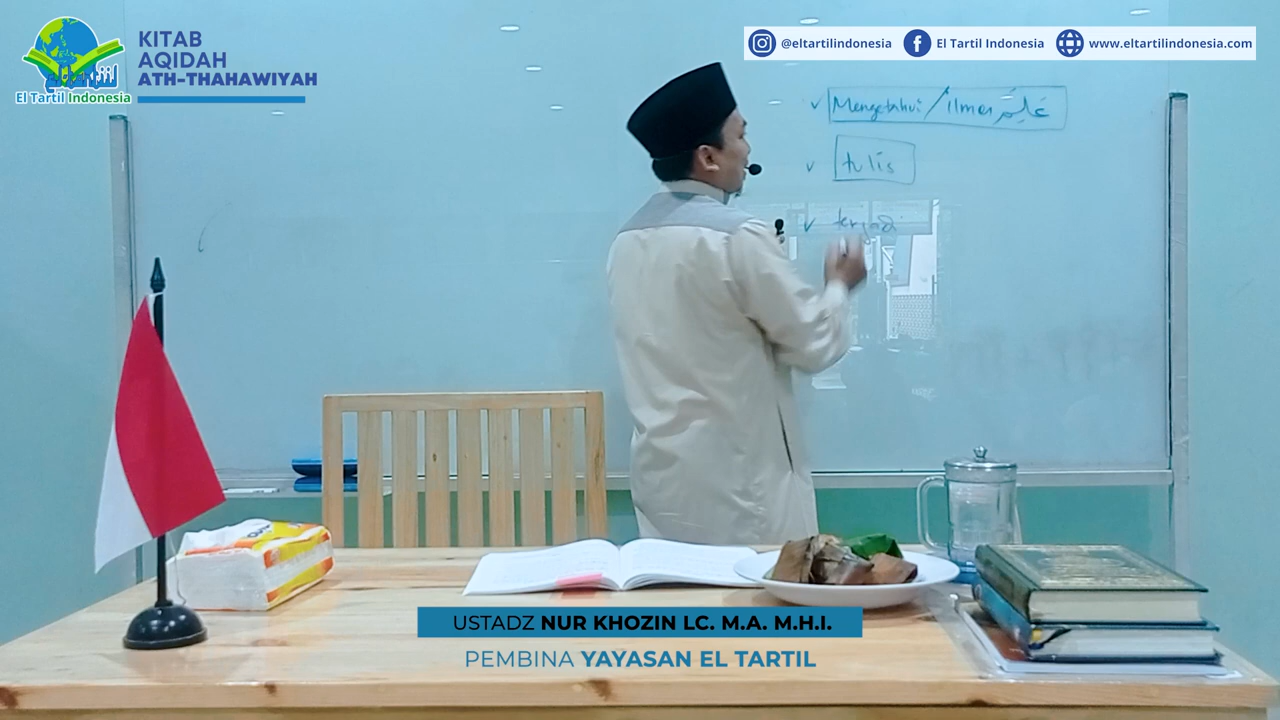 KITAB
AQIDAH
ATH-THAHAWIYAH
El Tartil Indonesia
@eltartilindonesia
El Tartil Indonesia
www.eltartilindonesia.com
✓ Mengetahui / ilmu عَلِمَ
✓ tulis
✓ terjadi
USTADZ NUR KHOZIN LC. M.A. M.H.I.
PEMBINA YAYASAN EL TARTIL